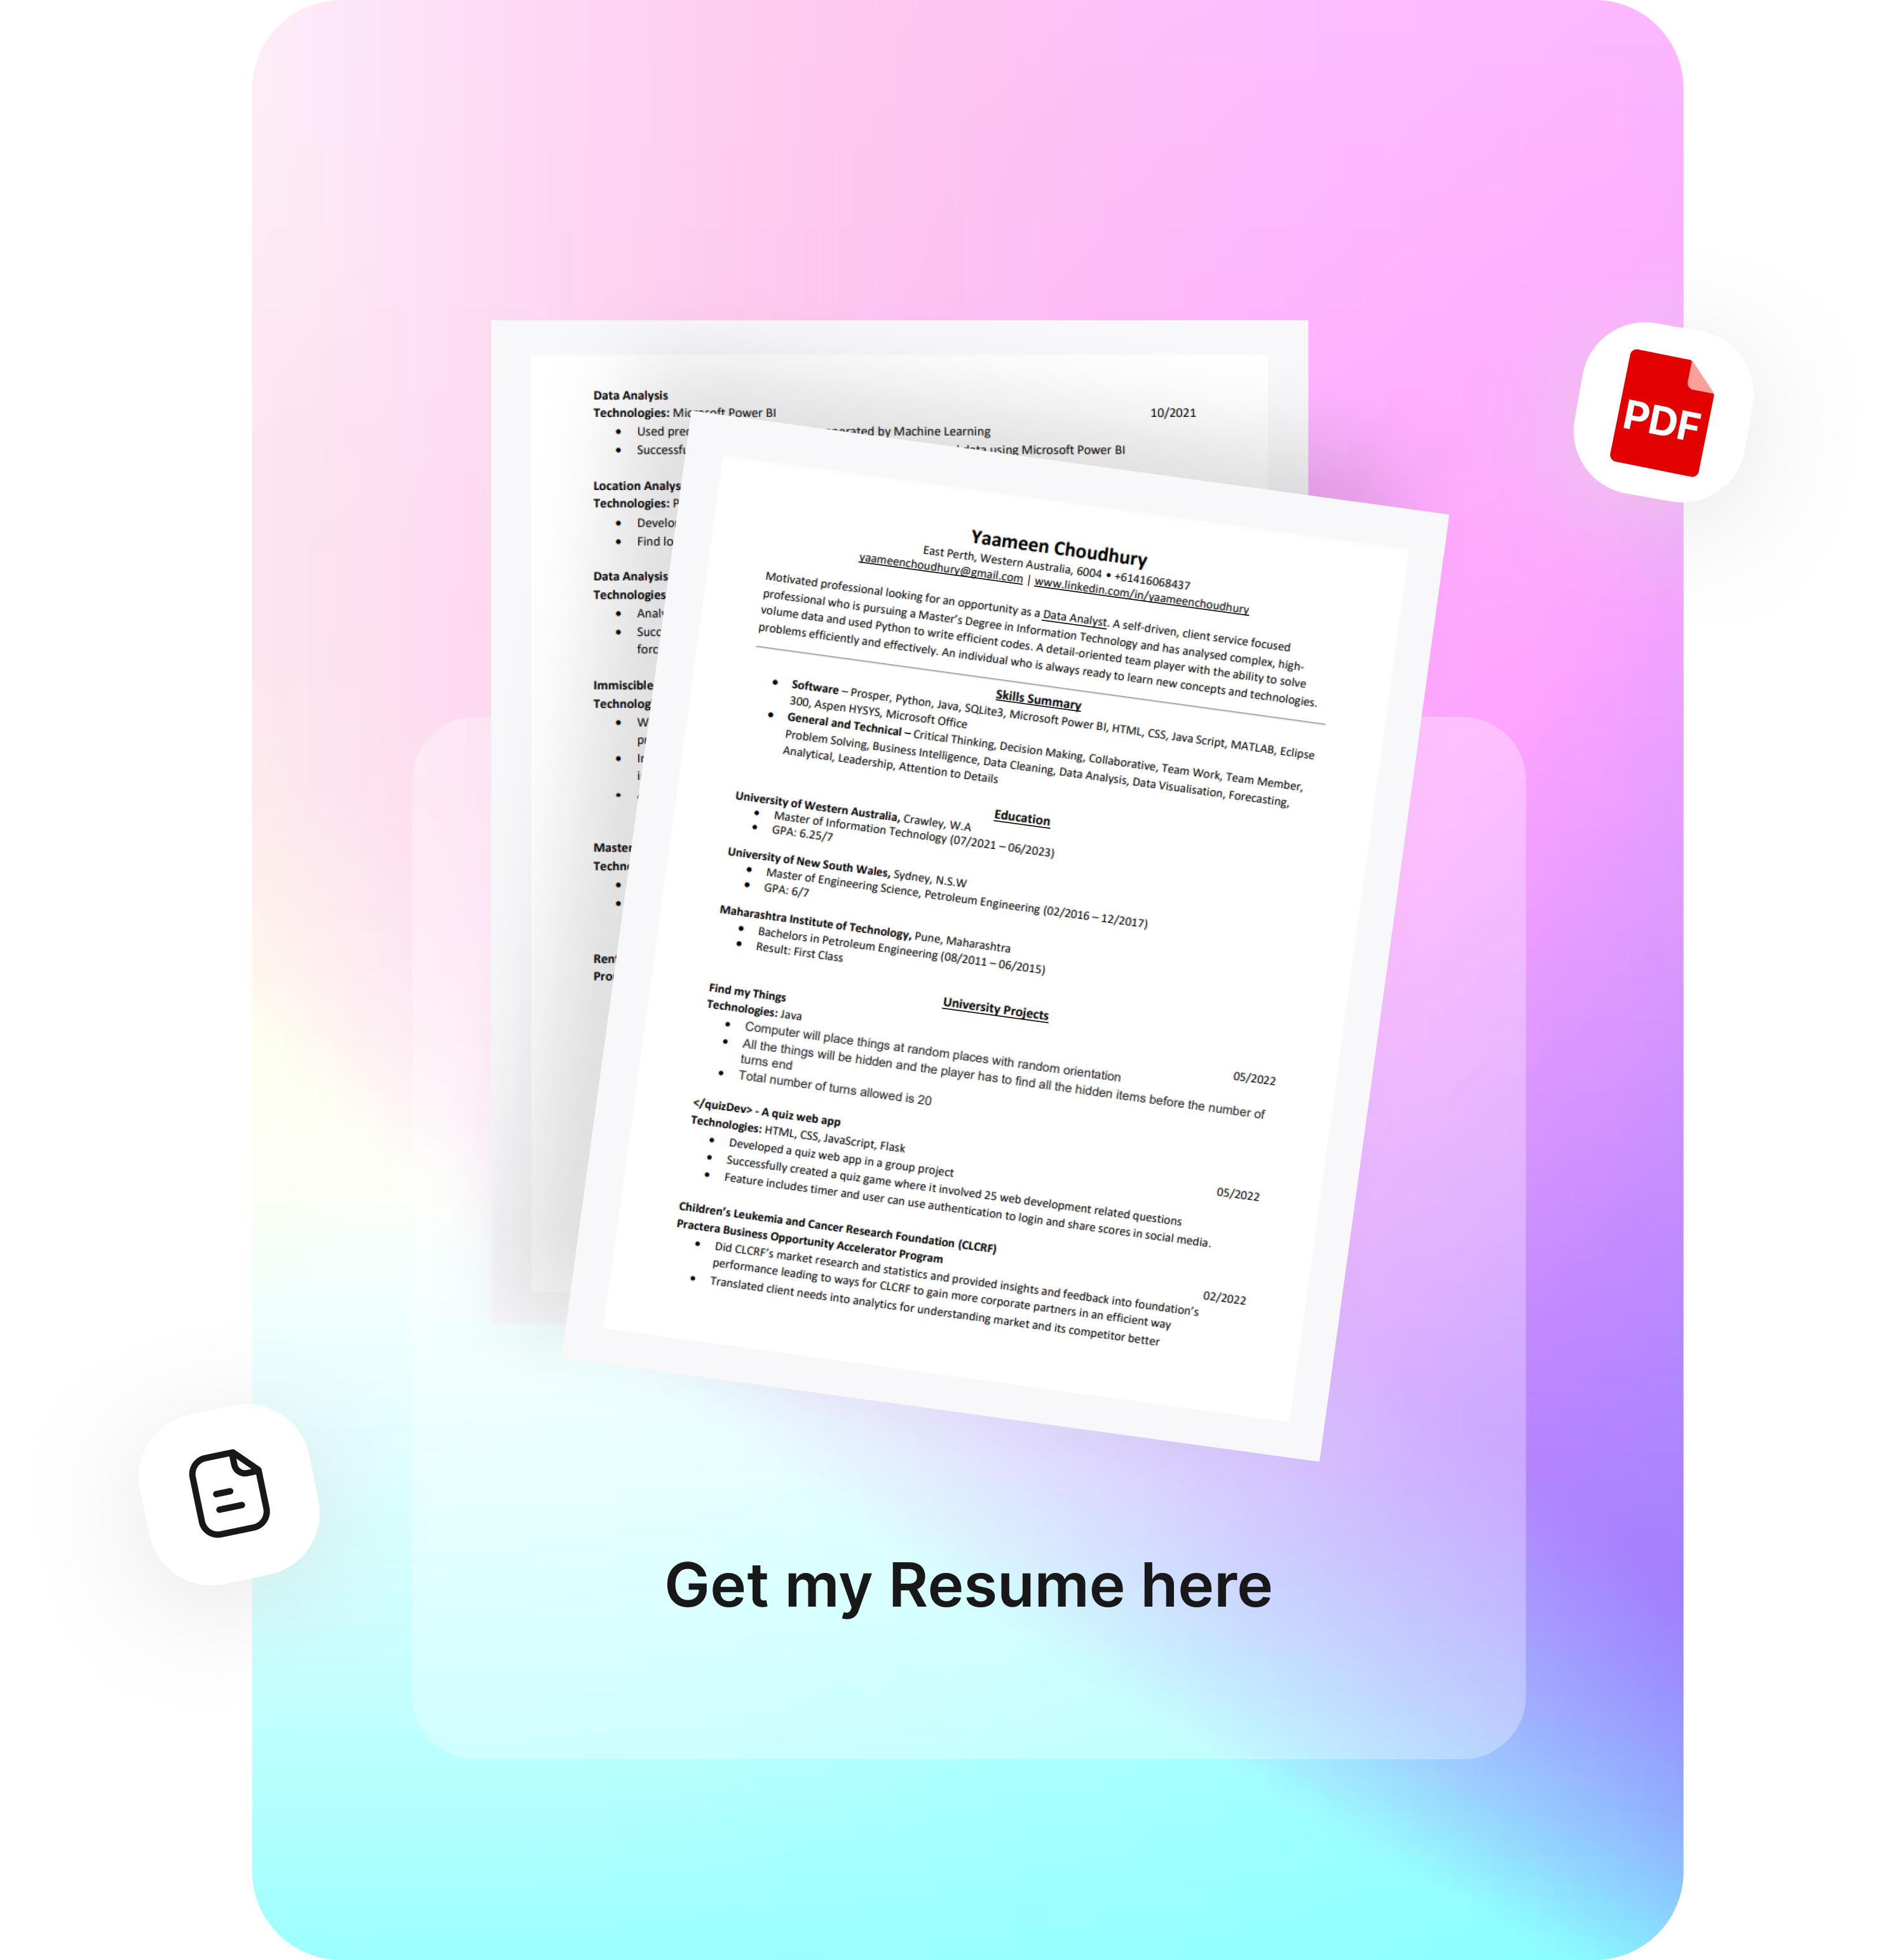 Data Analysis
Technologies: Microsoft Power BI 10/2021
Used
by Machine Learning
data using Microsoft Power BI
Location
Technologies:
Find
Data Analysis
Technologies
Immiscible
PDF
Yaameen Choudhury
East Perth, Western Australia, 6004 • +61416068437
yaameenchoudhury@gmail.com | www.linkedin.com/in/yaameenchoudhury
Motivated professional looking for an opportunity as a Data Analyst. A self-driven, client service focused
professional who is pursuing a Master's Degree in Information Technology and has analysed complex, high-
volume data and used Python to write efficient codes. A detail-oriented team player with the ability to solve
problems efficiently and effectively. An individual who is always ready to learn new concepts and technologies.
Skills Summary
• Software – Prosper, Python, Java, SQLite3, Microsoft Power BI, HTML, CSS, Java Script, MATLAB, Eclipse
300, Aspen HYSYS, Microsoft Office
• General and Technical – Critical Thinking, Decision Making, Collaborative, Team Work, Team Member,
Problem Solving, Business Intelligence, Data Cleaning, Data Analysis, Data Visualisation, Forecasting,
Analytical, Leadership, Attention to Details
Education
University of Western Australia, Crawley, W.A
• Master of Information Technology (07/2021 – 06/2023)
• GPA: 6.25/7
University of New South Wales, Sydney, N.S.W
• Master of Engineering Science, Petroleum Engineering (02/2016 – 12/2017)
• GPA: 6/7
Maharashtra Institute of Technology, Pune, Maharashtra
• Bachelors in Petroleum Engineering (08/2011 – 06/2015)
• Result: First Class
University Projects
Find my Things
Technologies: Java
05/2022
• Computer will place things at random places with random orientation
• All the things will be hidden and the player has to find all the hidden items before the number of
turns end
• Total number of turns allowed is 20
</quizDev> - A quiz web app
Technologies: HTML, CSS, JavaScript, Flask
05/2022
• Developed a quiz web app in a group project
• Successfully created a quiz game where it involved 25 web development related questions
• Feature includes timer and user can use authentication to login and share scores in social media.
Children's Leukemia and Cancer Research Foundation (CLCRF)
Practera Business Opportunity Accelerator Program
02/2022
• Did CLCRF's market research and statistics and provided insights and feedback into foundation's
performance leading to ways for CLCRF to gain more corporate partners in an efficient way
• Translated client needs into analytics for understanding market and its competitor better
Get my Resume here